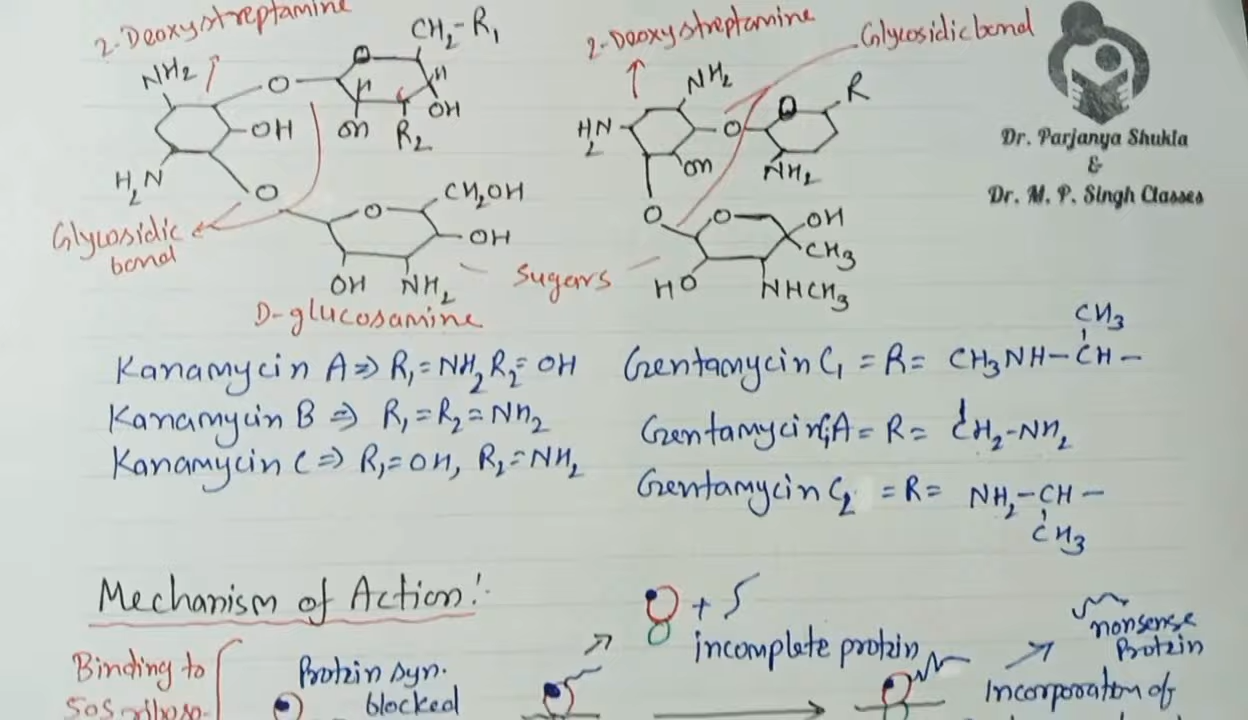 2-Deoxystreptamine
CH2-R1
NH2
O
O
H
H
OH
OH
OH
R2
H2N
O
O
CH2OH
OH
OH
NH2
Glycosidic
bond
D-glucosamine
Sugars
2-Deoxystreptamine
Glycosidic bond
NH2
H2N
O
O
R
OH
NH2
O
O
OH
CH3
HO
NHCH3
Dr. Parjanya Shukla
&
Dr. M. P. Singh Classes
Kanamycin A => R1 = NH2 R2 = OH
Kanamycin B => R1 = R2 = NH2
Kanamycin C => R1 = OH, R2 = NH2
CH3
Gentamycin C1 = R = CH3NH-CH-
Gentamycin C1A = R = CH2-NH2
Gentamycin C2 = R = NH2-CH-
CH3
Mechanism of Action:
Binding to
Protein syn.
blocked
+
incomplete protein
nonsense
Protein
Incorporation of